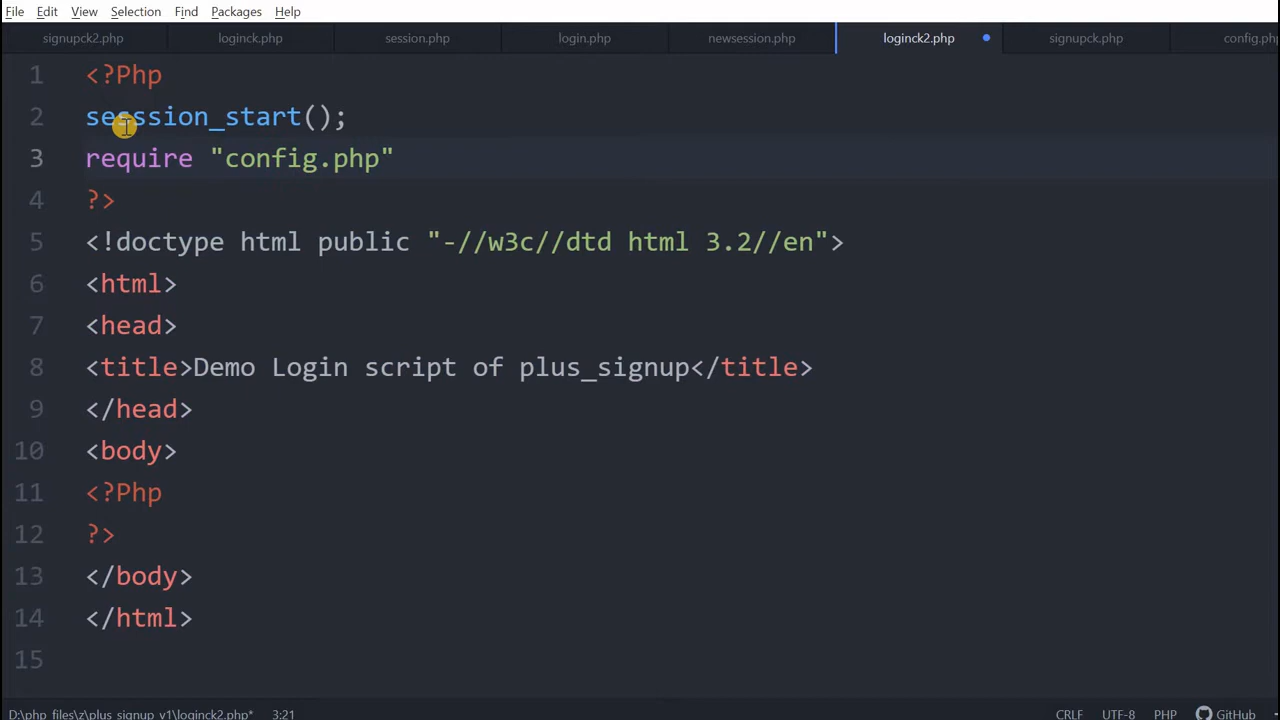 File Edit View Selection Find Packages Help
signupck2.php loginck.php session.php login.php newsession.php loginck2.php signupck.php config.ph
1 <?Php
2 sesssion_start();
3 require "config.php"
4 ?>
5 <!doctype html public "-//w3c//dtd html 3.2//en">
6 <html>
7 <head>
8 <title>Demo Login script of plus_signup</title>
9 </head>
10 <body>
11 <?Php
12 ?>
13 </body>
14 </html>
15
D:\php_files\z\plus_signup_v1\loginck2.php* 3:21 CRLF UTF-8 PHP GitHub